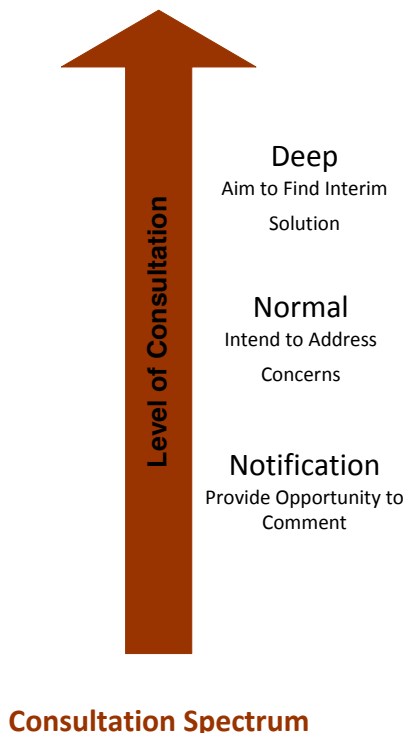 Deep
Aim to Find Interim
Solution
Level of Consultation
Normal
Intend to Address
Concerns
Notification
Provide Opportunity to
Comment
Consultation Spectrum